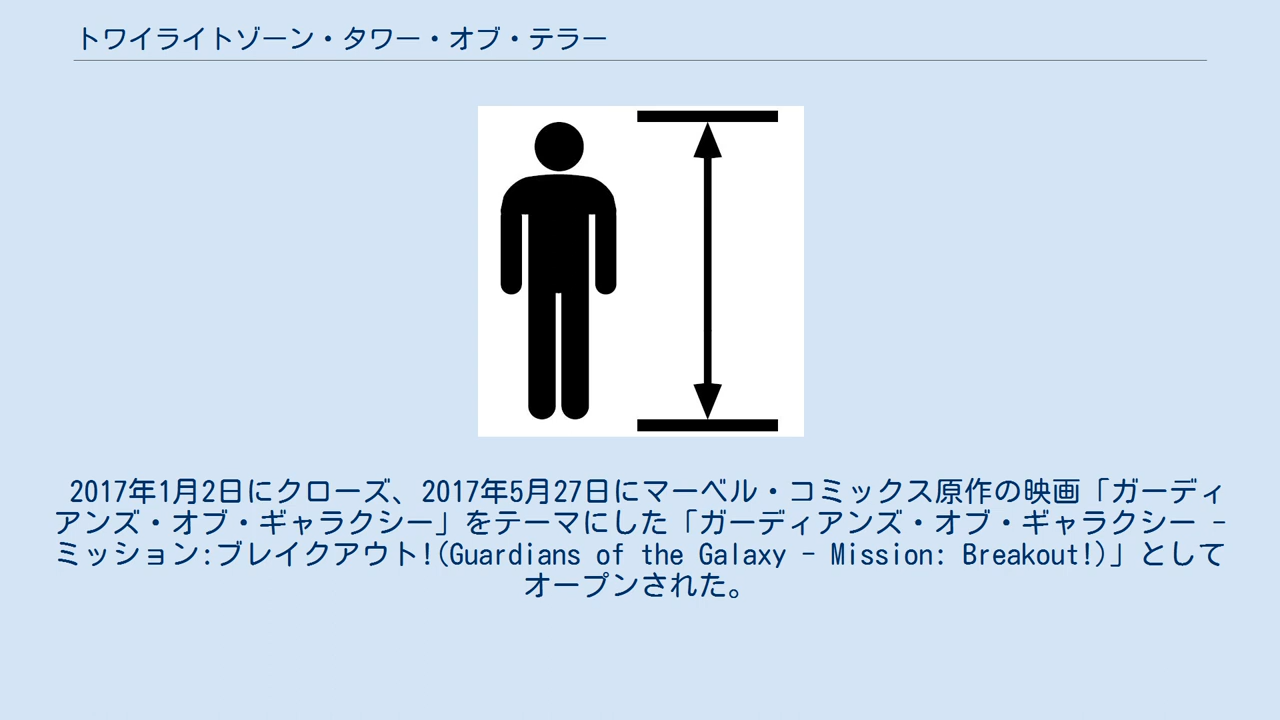 トワイライトゾーン・タワー・オブ・テラー
2017年1月2日にクローズ、2017年5月27日にマーベル・コミックス原作の映画「ガーディ
アンズ・オブ・ギャラクシー」をテーマにした「ガーディアンズ・オブ・ギャラクシー -
ミッション:ブレイクアウト!(Guardians of the Galaxy - Mission: Breakout!)」として
オープンされた。